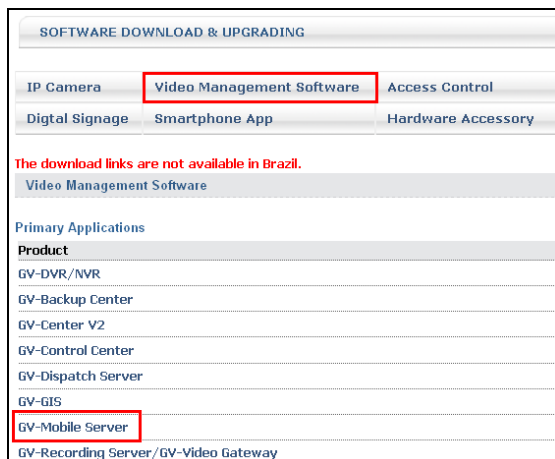 SOFTWARE DOWNLOAD & UPGRADING
IP Camera Video Management Software Access Control
Digtal Signage Smartphone App Hardware Accessory
The download links are not available in Brazil.
Video Management Software
Primary Applications
Product
GV-DVR/NVR
GV-Backup Center
GV-Center V2
GV-Control Center
GV-Dispatch Server
GV-GIS
GV-Mobile Server
GV-Recording Server/GV-Video Gateway